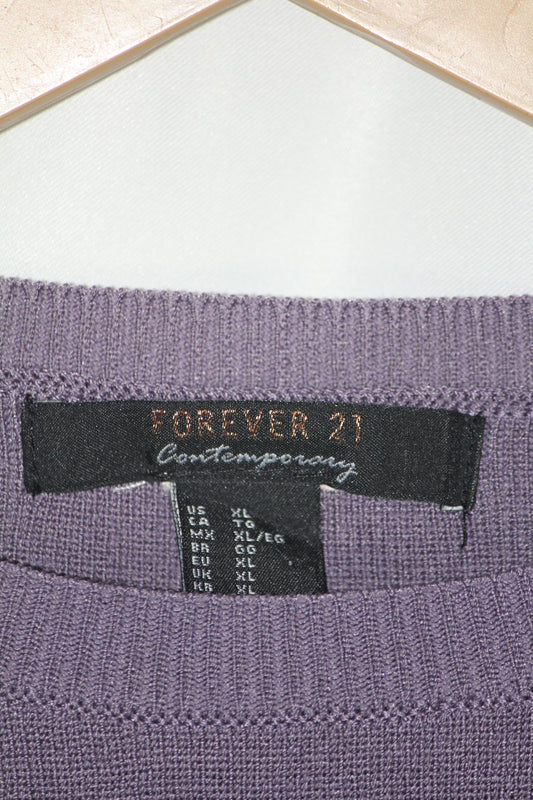 FOREVER 21
Contemporary
US XL
CA TG
MX XL/EG
BR GG
EU XL
UK XL
KR XL